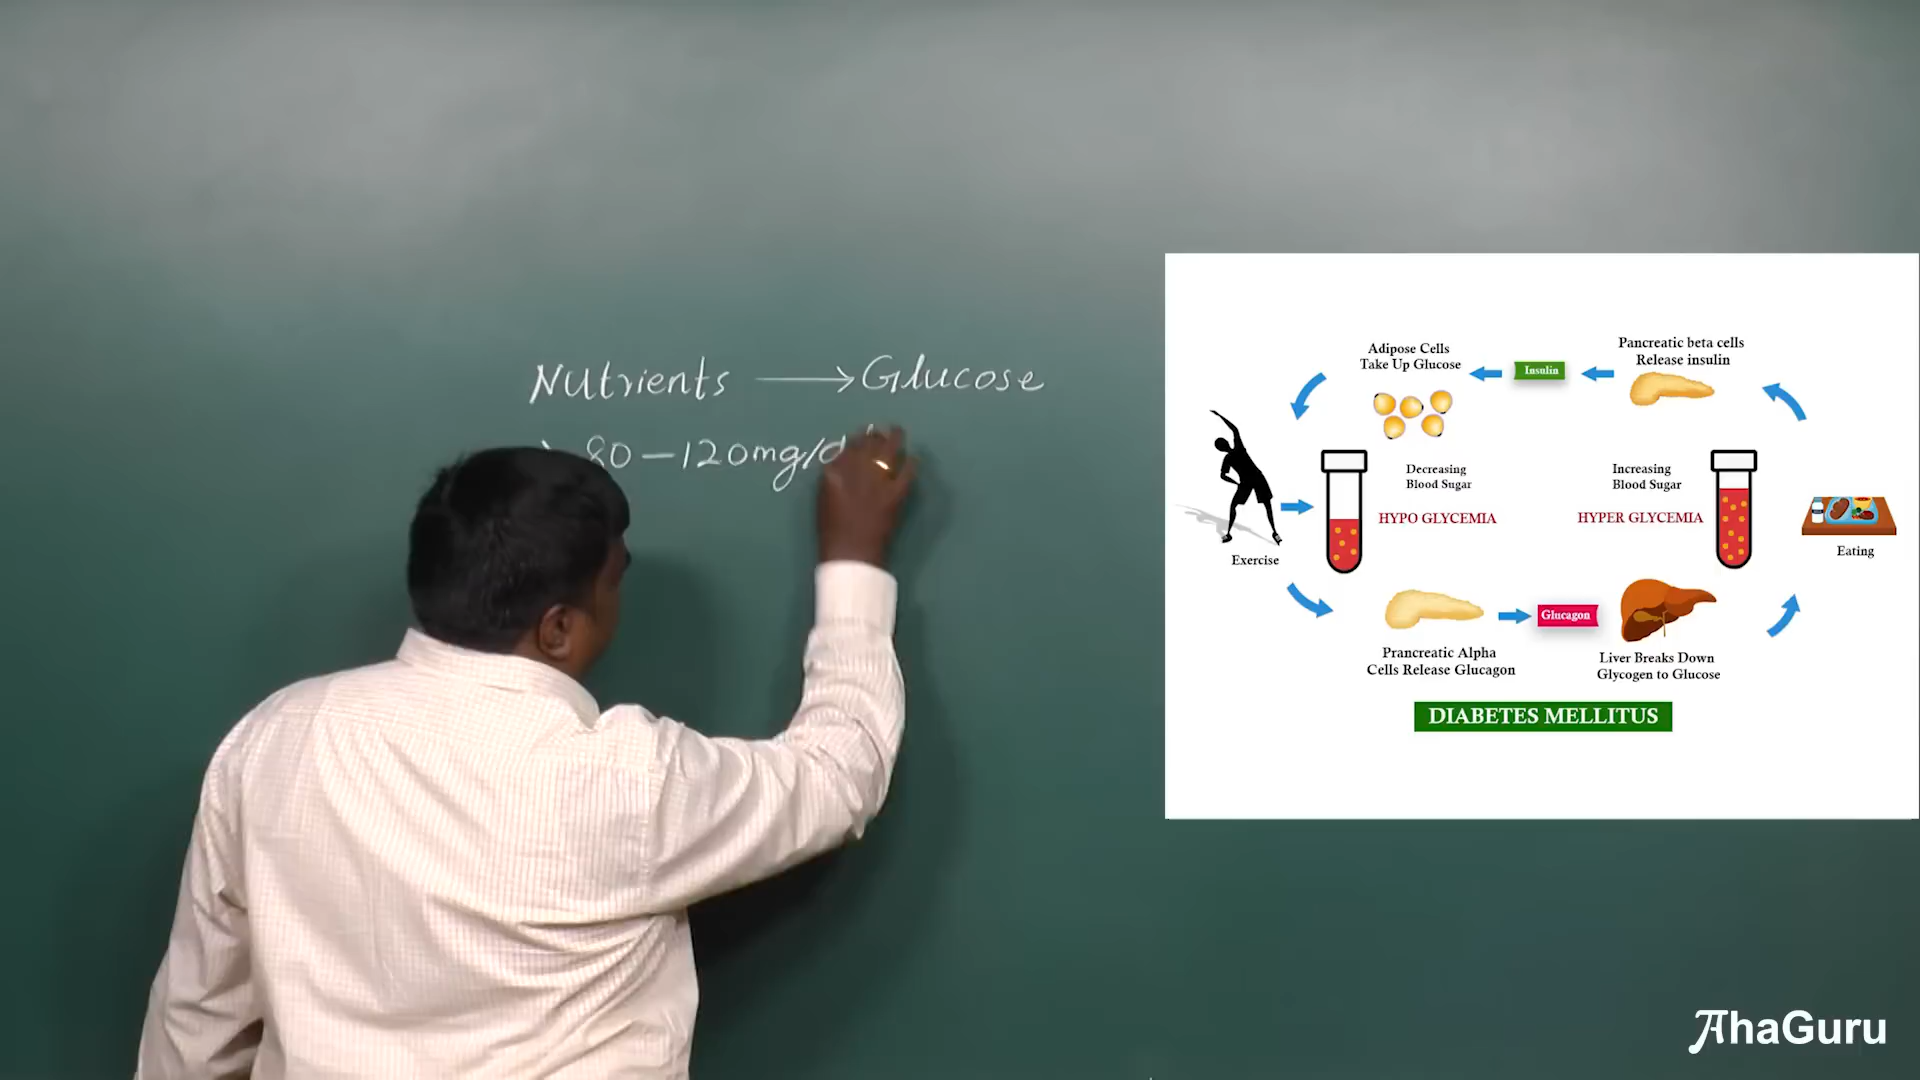 Nutrients → Glucose
80 – 120mg/d
Adipose Cells
Take Up Glucose
Insulin
Pancreatic beta cells
Release insulin
Decreasing
Blood Sugar
HYPO GLYCEMIA
Increasing
Blood Sugar
HYPER GLYCEMIA
Exercise
Eating
Prancreatic Alpha
Cells Release Glucagon
Glucagon
Liver Breaks Down
Glycogen to Glucose
DIABETES MELLITUS
AhaGuru